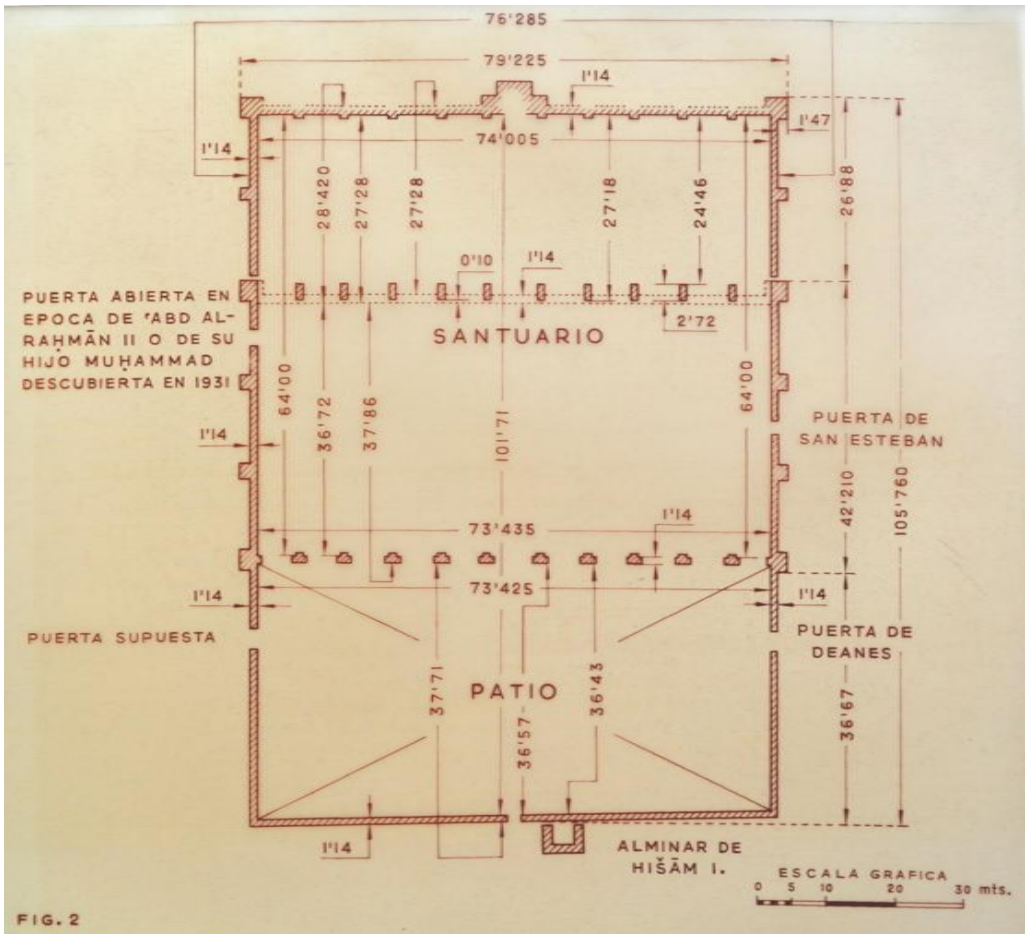 76'285
79'225
1'14
74'005
1'47
1'14
28'420
27'28
27'28
27'18
24'46
26'88
0'10
1'14
2'72
PUERTA ABIERTA EN
EPOCA DE ʻABD AL-
RAḤMĀN II O DE SU
HIJO MUḤAMMAD
DESCUBIERTA EN 1931
SANTUARIO
64'00
36'72
37'86
101'71
64'00
1'14
PUERTA DE
SAN ESTEBAN
42'210
105'760
73'435
1'14
73'425
1'14
1'14
PUERTA SUPUESTA
PUERTA DE
DEANES
37'71
PATIO
36'57
36'43
36'67
1'14
ALMINAR DE
HIŠĀM I.
ESCALA GRAFICA
0 5 10 20 30 mts.
FIG. 2